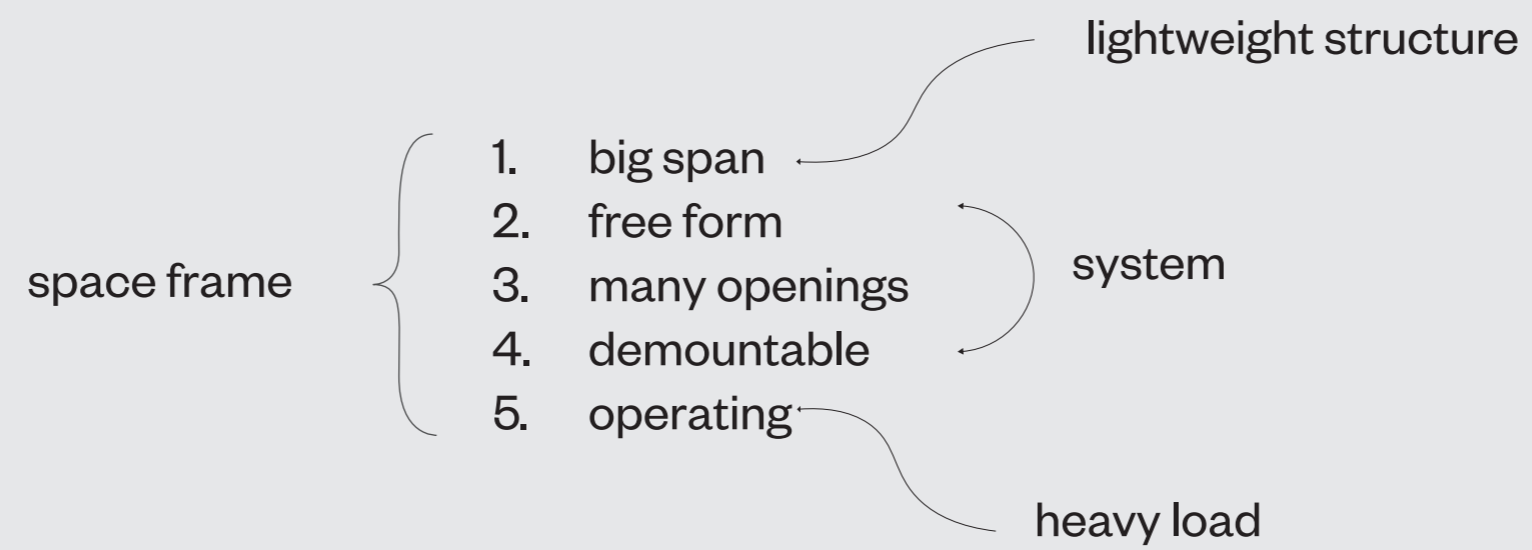 lightweight structure
1. big span
2. free form
space frame
3. many openings
system
4. demountable
5. operating
heavy load